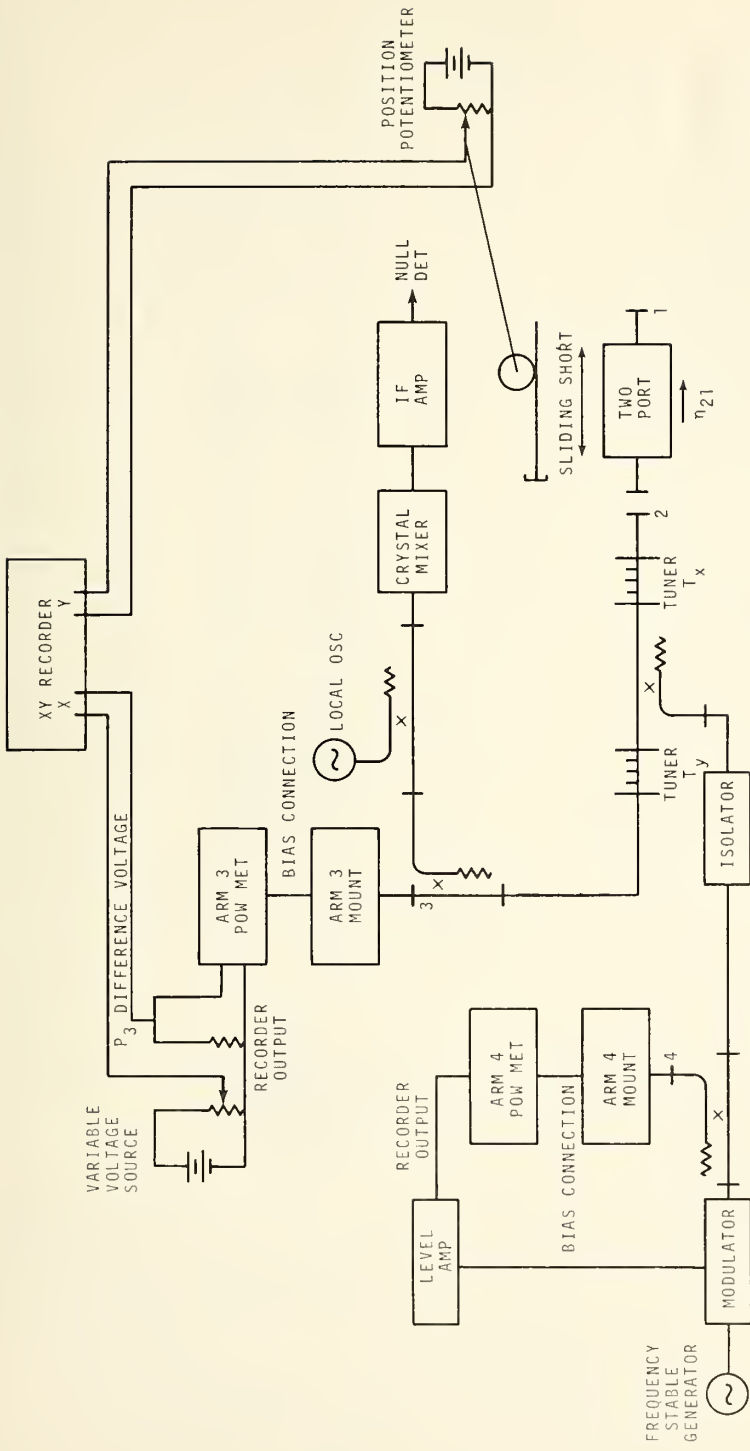 XY RECORDER
X
Y
POSITION
POTENTIOMETER
VARIABLE
VOLTAGE
SOURCE
P3 DIFFERENCE VOLTAGE
RECORDER
OUTPUT
ARM 3
POW MET
BIAS CONNECTION
ARM 3
MOUNT
3
x
LOCAL OSC
~
x
CRYSTAL
MIXER
IF
AMP
NULL
DET
SLIDING SHORT
TWO
PORT
1
η21
2
TUNER
Tx
x
TUNER
Ty
ISOLATOR
RECORDER
OUTPUT
ARM 4
POW MET
BIAS CONNECTION
ARM 4
MOUNT
4
x
LEVEL
AMP
MODULATOR
FREQUENCY
STABLE
GENERATOR
~